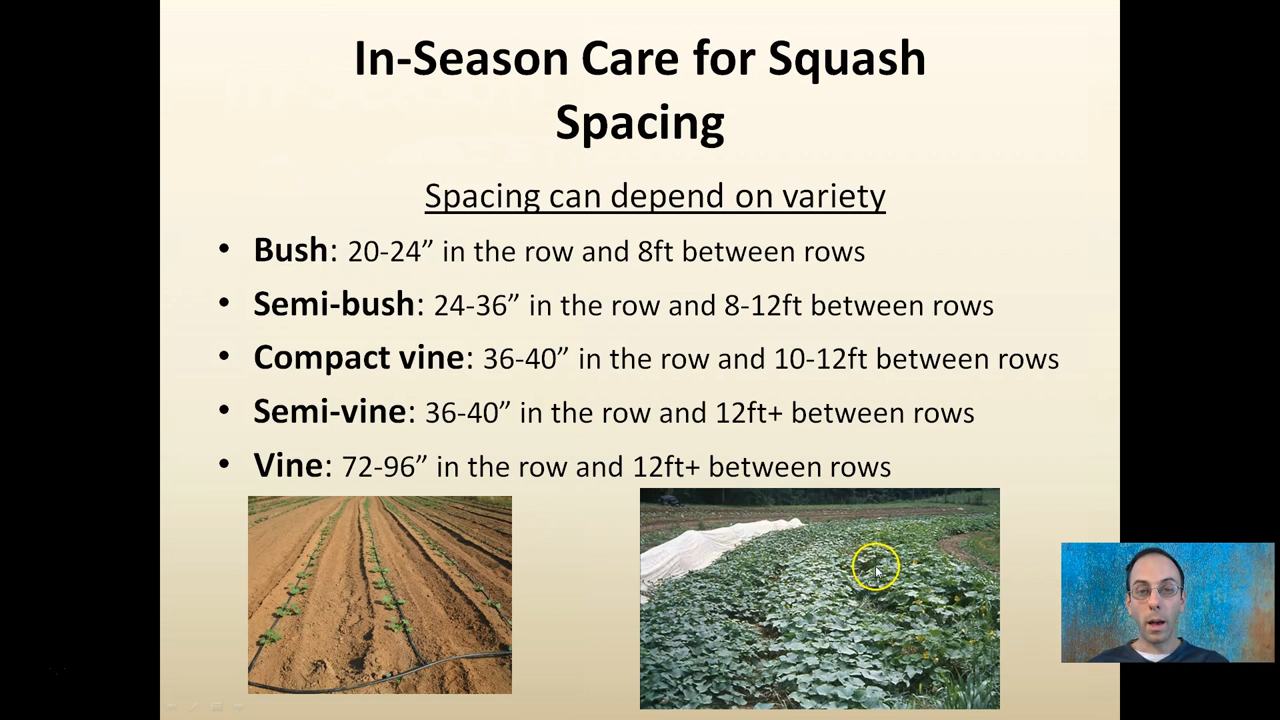 In-Season Care for Squash
Spacing
Spacing can depend on variety
• Bush: 20-24” in the row and 8ft between rows
• Semi-bush: 24-36” in the row and 8-12ft between rows
• Compact vine: 36-40” in the row and 10-12ft between rows
• Semi-vine: 36-40” in the row and 12ft+ between rows
• Vine: 72-96” in the row and 12ft+ between rows